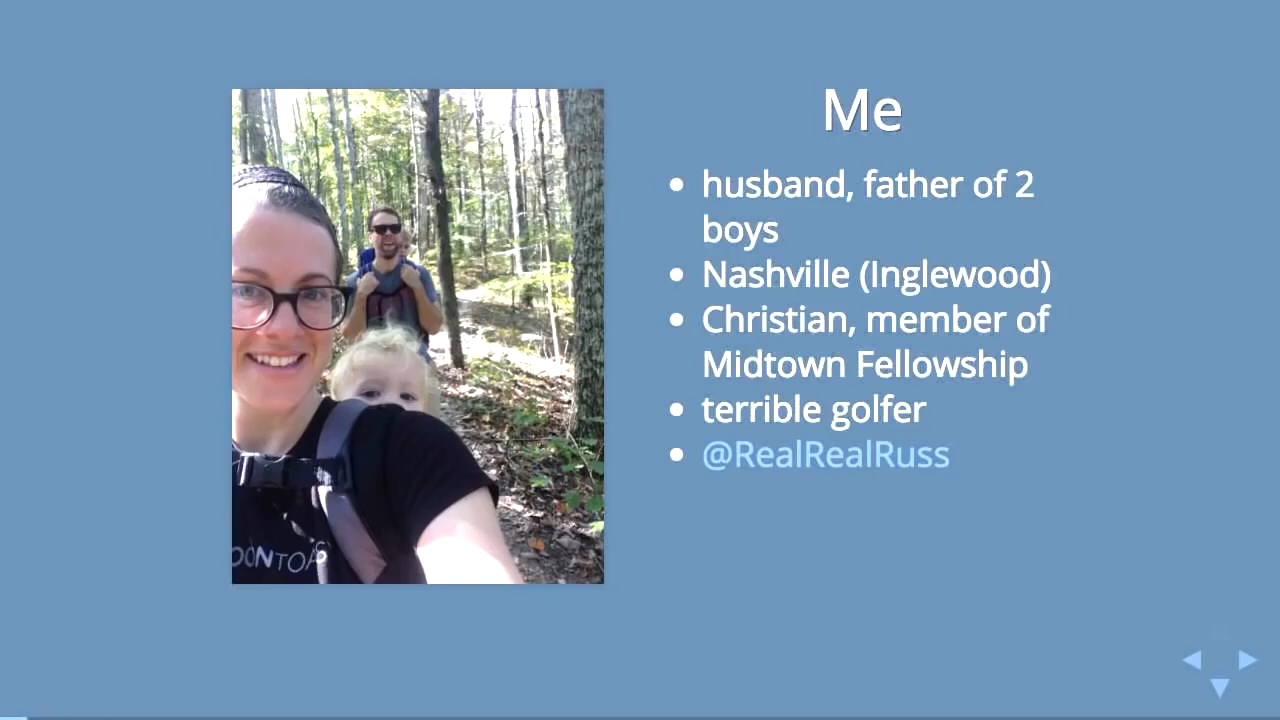 Me
husband, father of 2
boys
Nashville (Inglewood)
Christian, member of
Midtown Fellowship
terrible golfer
@RealRealRuss